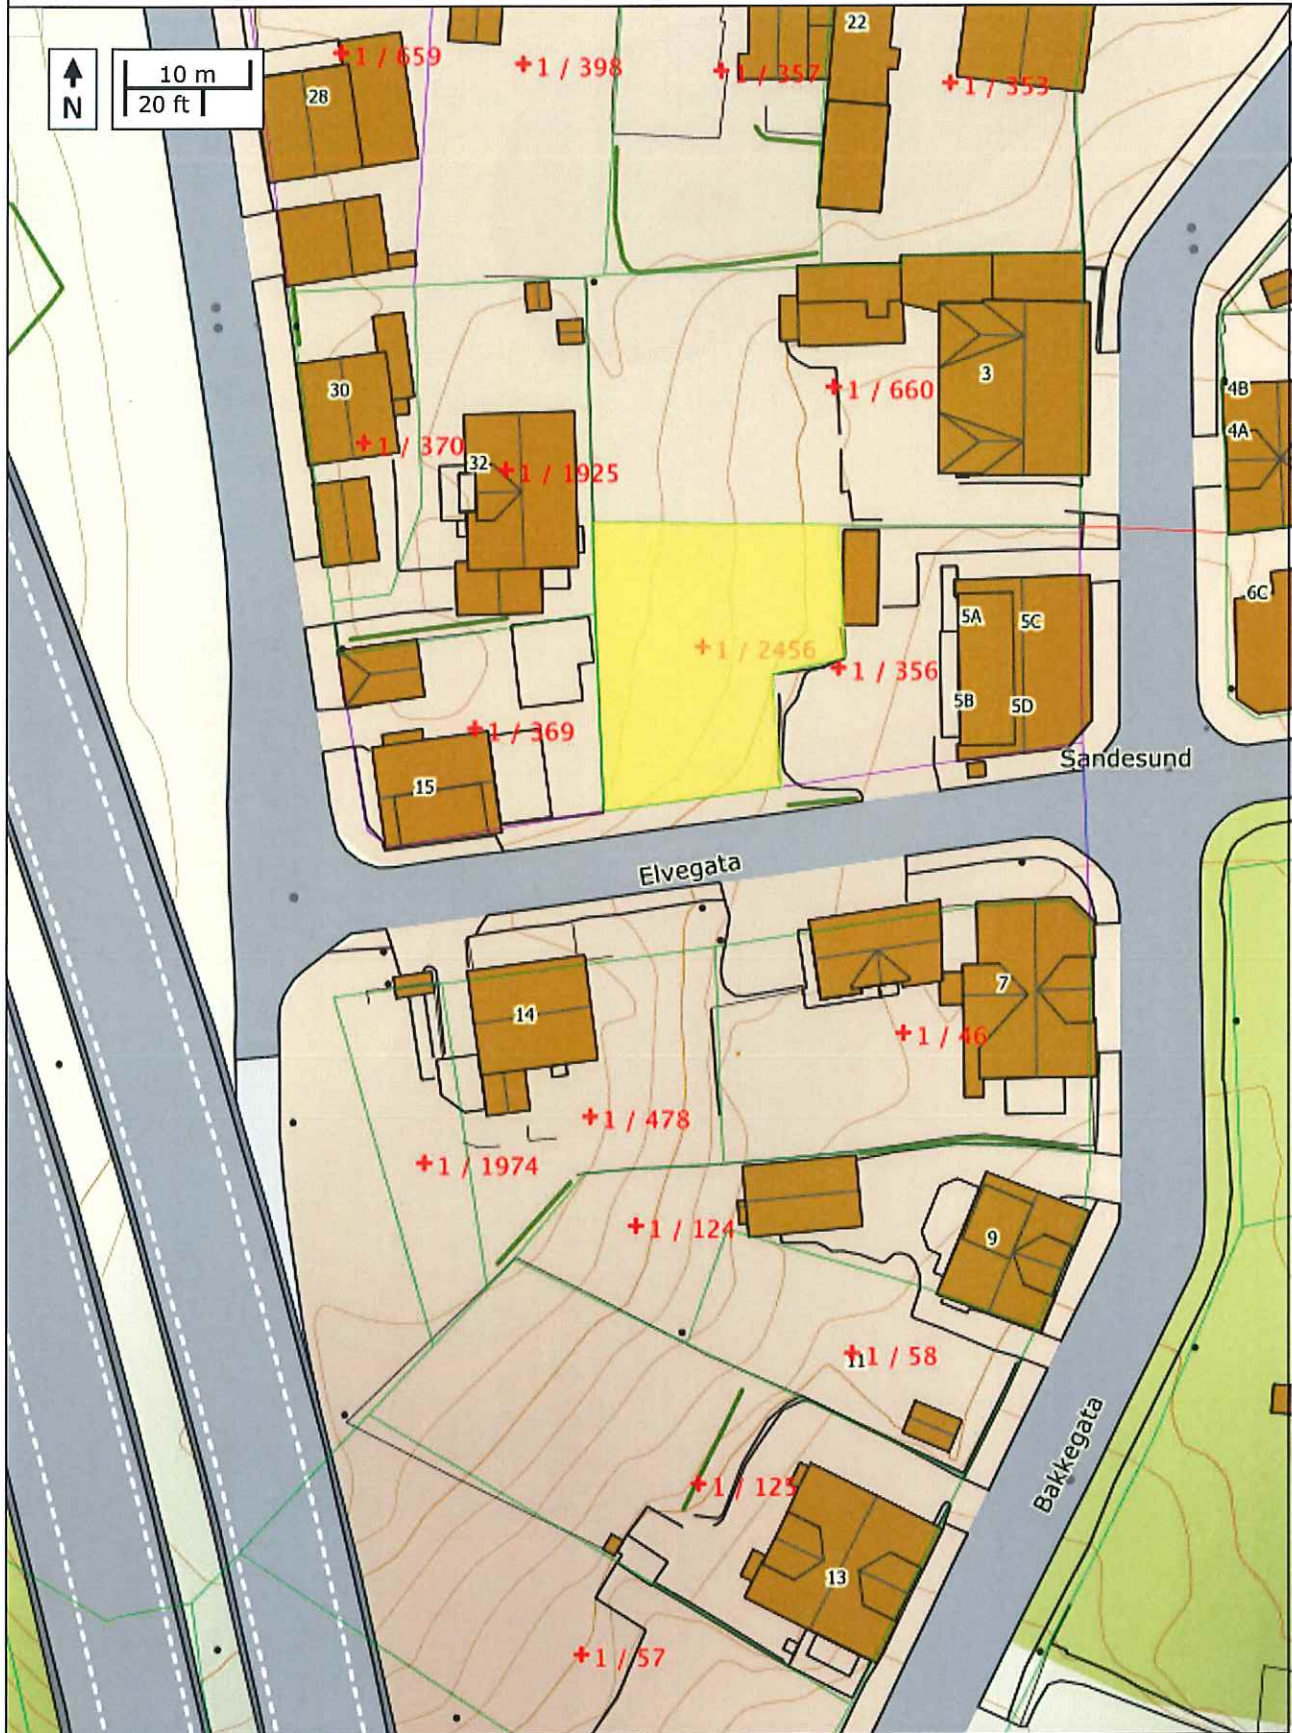 22
1 / 659
1 / 398
1 / 357
1 / 353
10 m
20 ft
N
28
3
4B
30
1 / 660
4A
1 / 370
32
1 / 1925
6C
5A
5C
1 / 2456
1 / 356
5B
5D
1 / 369
Sandesund
15
Elvegata
7
14
1 / 46
1 / 478
1 / 1974
1 / 124
9
11
1 / 58
Bakkegata
1 / 125
13
1 / 57